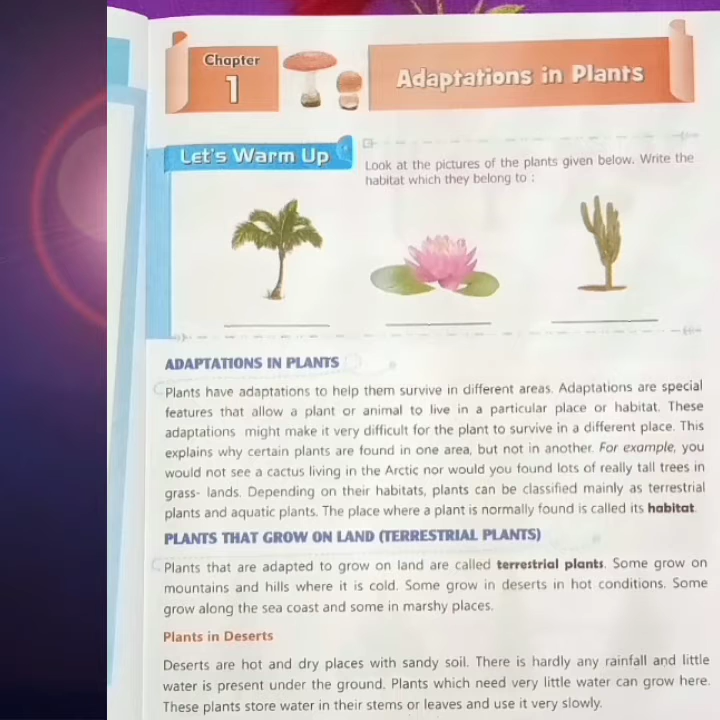 Chapter
1
Adaptations in Plants
Let's Warm Up
Look at the pictures of the plants given below. Write the
habitat which they belong to :
ADAPTATIONS IN PLANTS
Plants have adaptations to help them survive in different areas. Adaptations are special
features that allow a plant or animal to live in a particular place or habitat. These
adaptations might make it very difficult for the plant to survive in a different place. This
explains why certain plants are found in one area, but not in another. For example, you
would not see a cactus living in the Arctic nor would you found lots of really tall trees in
grass- lands. Depending on their habitats, plants can be classified mainly as terrestrial
plants and aquatic plants. The place where a plant is normally found is called its habitat.
PLANTS THAT GROW ON LAND (TERRESTRIAL PLANTS)
Plants that are adapted to grow on land are called terrestrial plants. Some grow on
mountains and hills where it is cold. Some grow in deserts in hot conditions. Some
grow along the sea coast and some in marshy places.
Plants in Deserts
Deserts are hot and dry places with sandy soil. There is hardly any rainfall and little
water is present under the ground. Plants which need very little water can grow here.
These plants store water in their stems or leaves and use it very slowly.